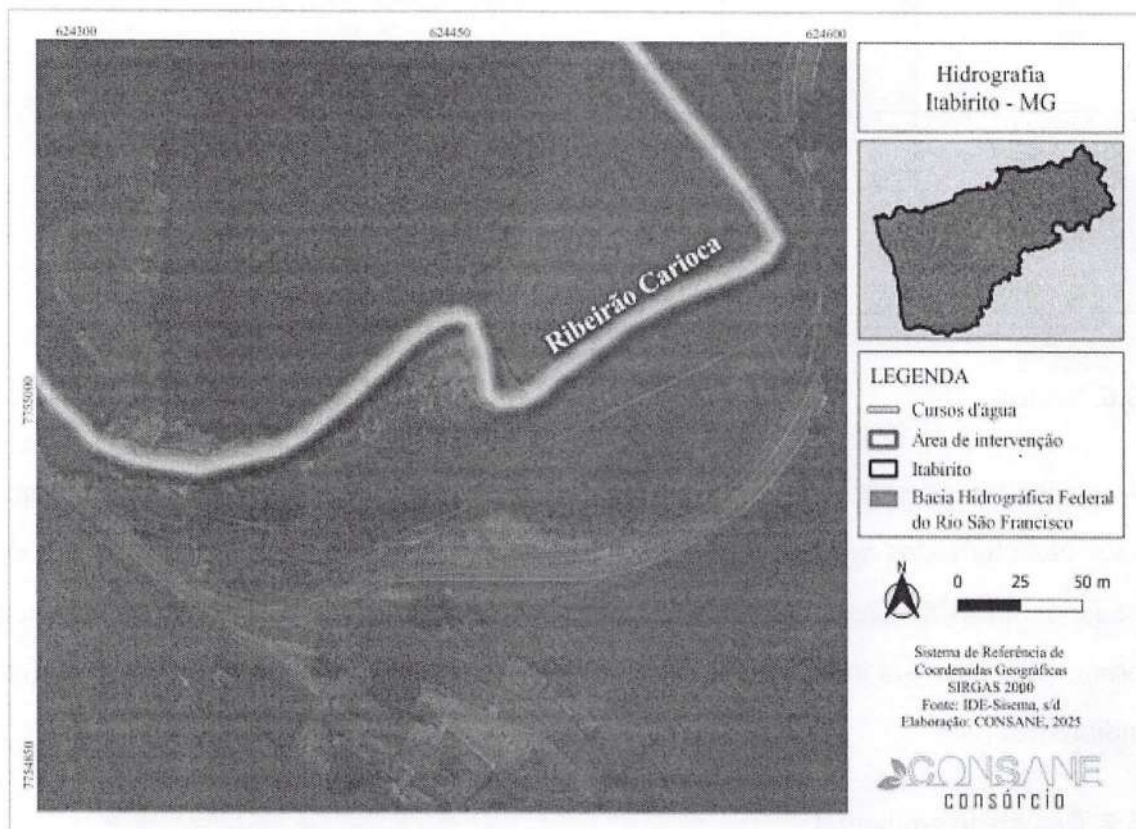 624300
624450
624600
7755000
7754850
Ribeirão Carioca
Hidrografia
Itabirito - MG
LEGENDA
Cursos d'água
Área de intervenção
Itabirito
Bacia Hidrográfica Federal
do Rio São Francisco
N
0 25 50 m
Sistema de Referência de
Coordenadas Geográficas
SIRGAS 2000
Fonte: IDE-Sisema, s/d
Elaboração: CONSANE, 2025
CONSANE
consórcio